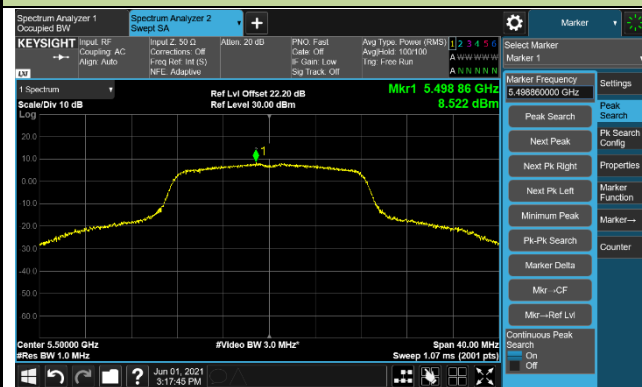 Spectrum Analyzer 1
Occupied BW
Spectrum Analyzer 2
Swept SA
Marker
KEYSIGHT
Input: RF
Coupling: AC
Align: Auto
Input Z: 50 Ω
Corrections: Off
Freq Ref: Int (S)
NFE: Adaptive
Atten: 20 dB
PNO: Fast
Gate: Off
IF Gain: Low
Sig Track: Off
Avg Type: Power (RMS)
Avg|Hold: 100/100
Trig: Free Run
1 2 3 4 5 6
A W W W W W
A N N N N N
LXI
Select Marker
Marker 1
1 Spectrum
Scale/Div 10 dB
Log
Ref Lvl Offset 22.20 dB
Ref Level 30.00 dBm
Mkr1 5.498 86 GHz
8.522 dBm
20.0
10.0
0.00
10.0
20.0
30.0
-40.0
50.0
60.0
1
Center 5.50000 GHz
#Res BW 1.0 MHz
#Video BW 3.0 MHz*
Span 40.00 MHz
Sweep 1.07 ms (2001 pts)
Marker Frequency
5.498860000 GHz
Peak Search
Next Peak
Next Pk Right
Next Pk Left
Minimum Peak
Pk-Pk Search
Marker Delta
Mkr→CF
Mkr→Ref Lvl
Continuous Peak
Search
On
Off
Settings
Peak
Search
Pk Search
Config
Properties
Marker
Function
Marker→
Counter
?
Jun 01, 2021
3:17:45 PM